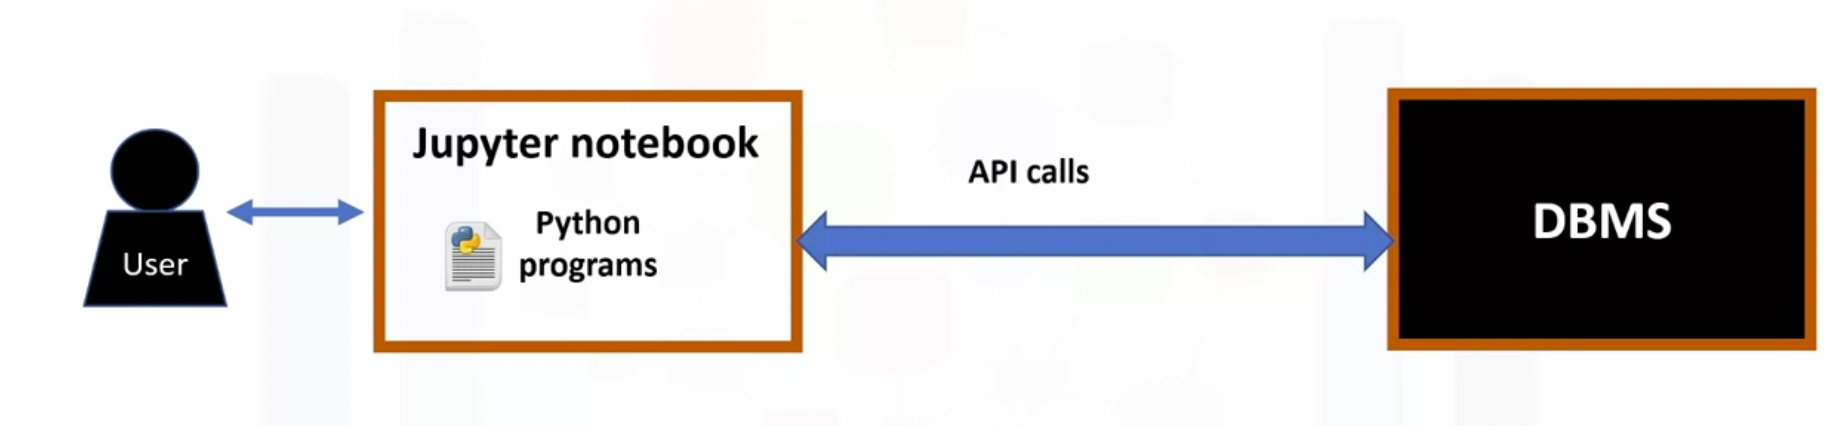 Jupyter notebook
Python
programs
User
API calls
DBMS